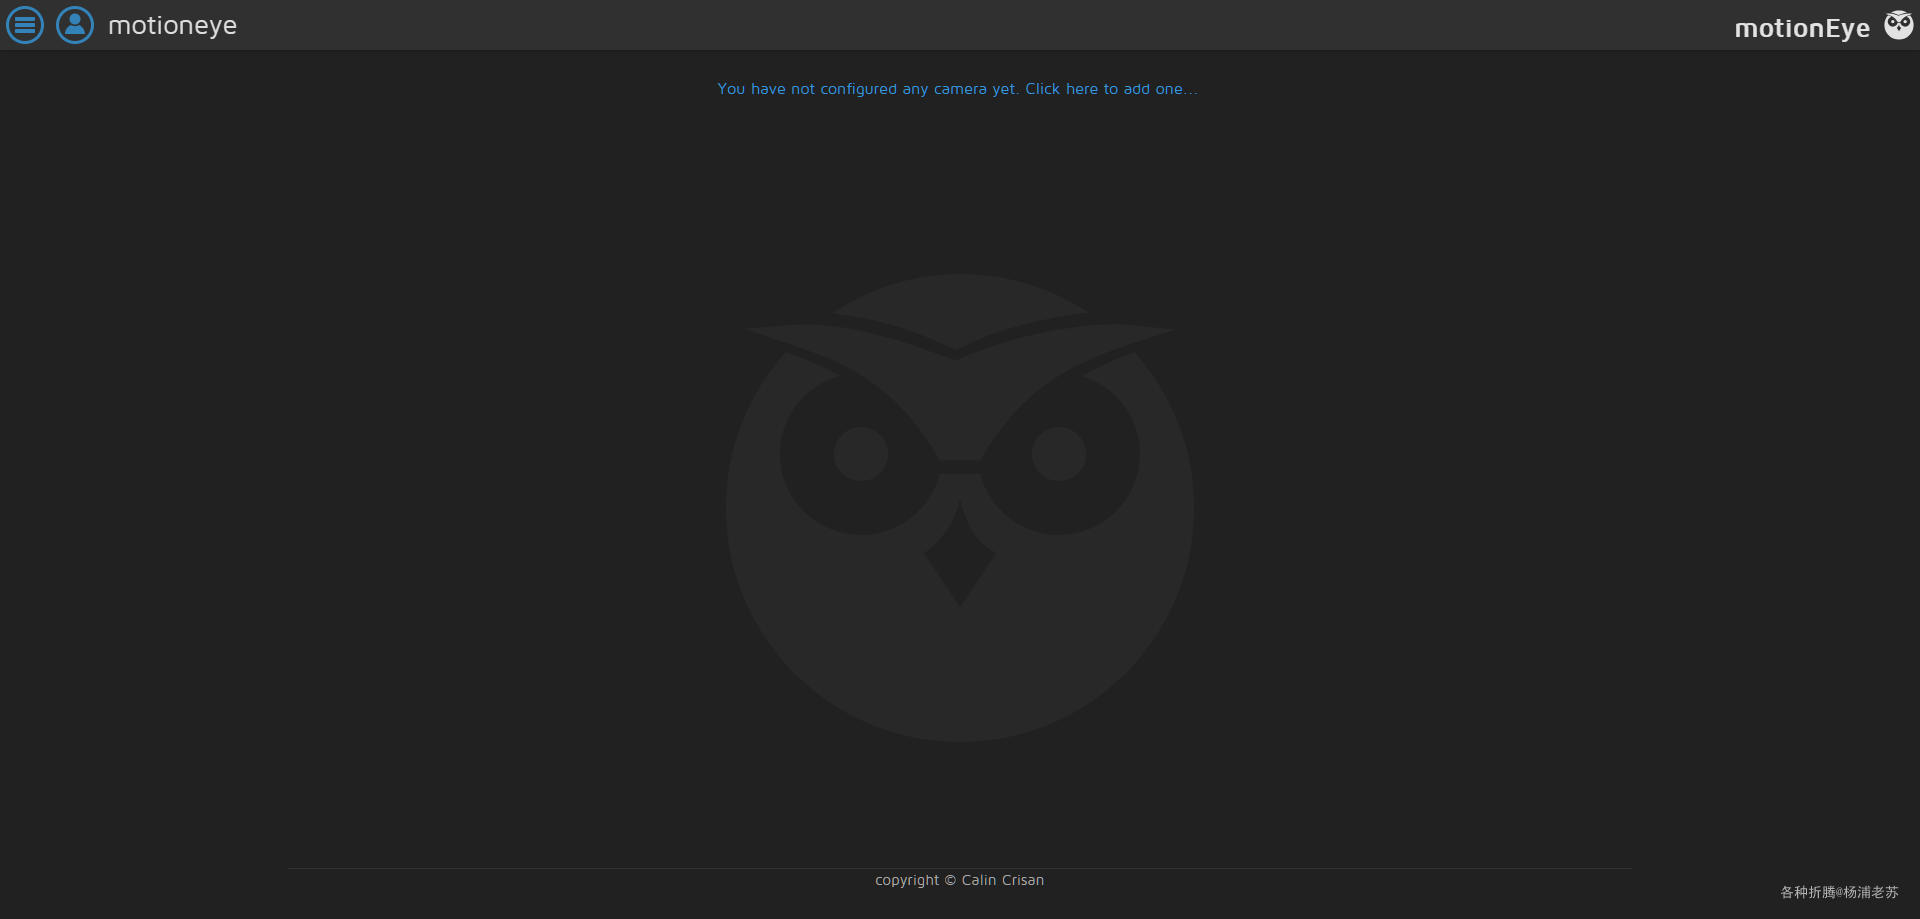 motioneye
motionEye
You have not configured any camera yet. Click here to add one...
copyright © Calin Crisan
各种折腾@杨浦老苏